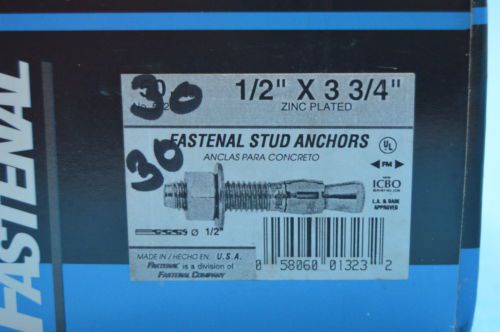 FASTENAL
30
1/2" X 3 3/4"
ZINC PLATED
30
FASTENAL STUD ANCHORS
ANCLAS PARA CONCRETO
UL
FM
ICBO
L.A. & DADE
APPROVED
Ø 1/2"
MADE IN / HECHO EN: U.S.A.
FASTENAL® is a division of
FASTENAL COMPANY
0 58060 01323 2